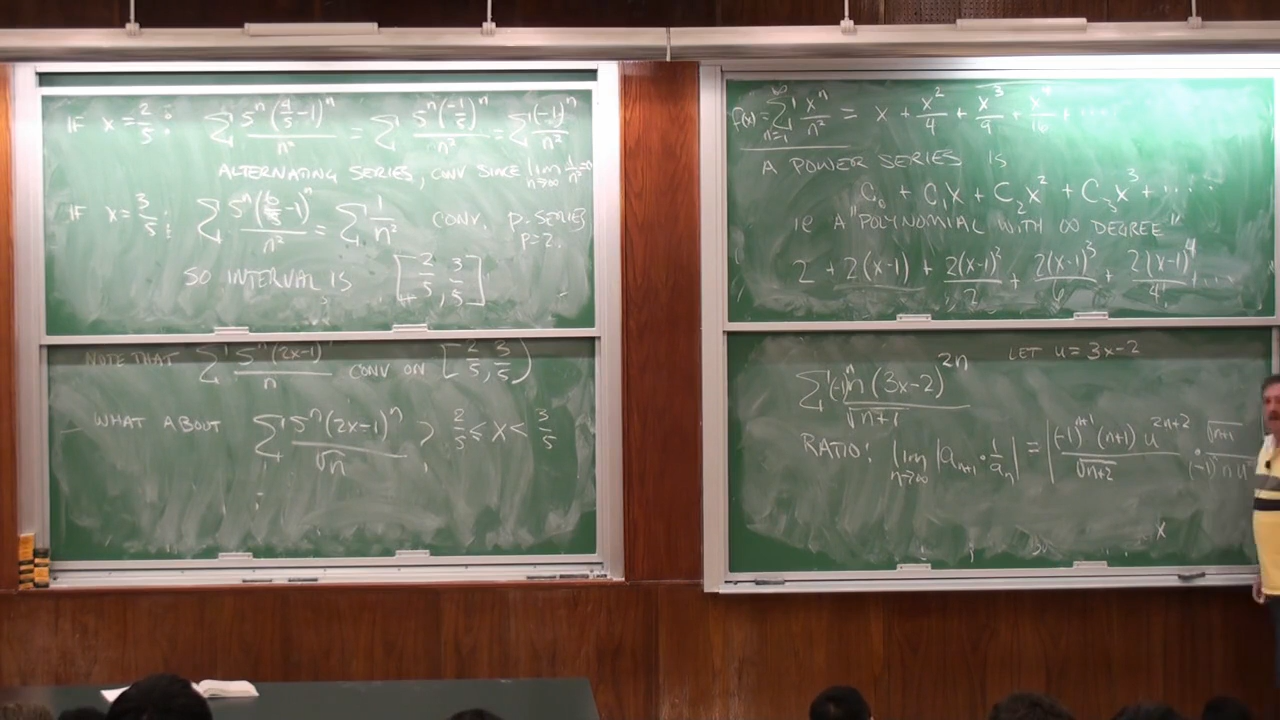 IF x = 2/5 : Σ 5^n (4/5 - 1)^n / n^2 = Σ 5^n (-1/5)^n / n^2 = Σ (-1)^n / n^2
ALTERNATING SERIES, CONV SINCE lim n→∞ 1/n^2 = 0
IF x = 3/5 : Σ 5^n (6/5 - 1)^n / n^2 = Σ 1/n^2 CONV. P. SERIES P=2.
SO INTERVAL IS [2/5, 3/5]
NOTE THAT Σ 5^n (2x-1)^n / n CONV ON [2/5, 3/5)
WHAT ABOUT Σ 5^n (2x-1)^n / √n ? 2/5 ≤ x < 3/5
f(x) = Σ n=1 ∞ x^n / n^2 = x + x^2/4 + x^3/9 + x^4/16 + ....
A POWER SERIES IS
C_0 + C_1 x + C_2 x^2 + C_3 x^3 + ....
IE A "POLYNOMIAL WITH ∞ DEGREE"
2 + 2(x-1) + 2(x-1)^2/2 + 2(x-1)^3/6 + 2(x-1)^4/4! + ...
LET u = 3x-2
Σ (-1)^n n (3x-2)^2n / √n+1
RATIO: lim n→∞ |a_n+1 · 1/a_n| = | (-1)^n+1 (n+1) u^2n+2 / √n+2 · √n+1 / (-1)^n n u